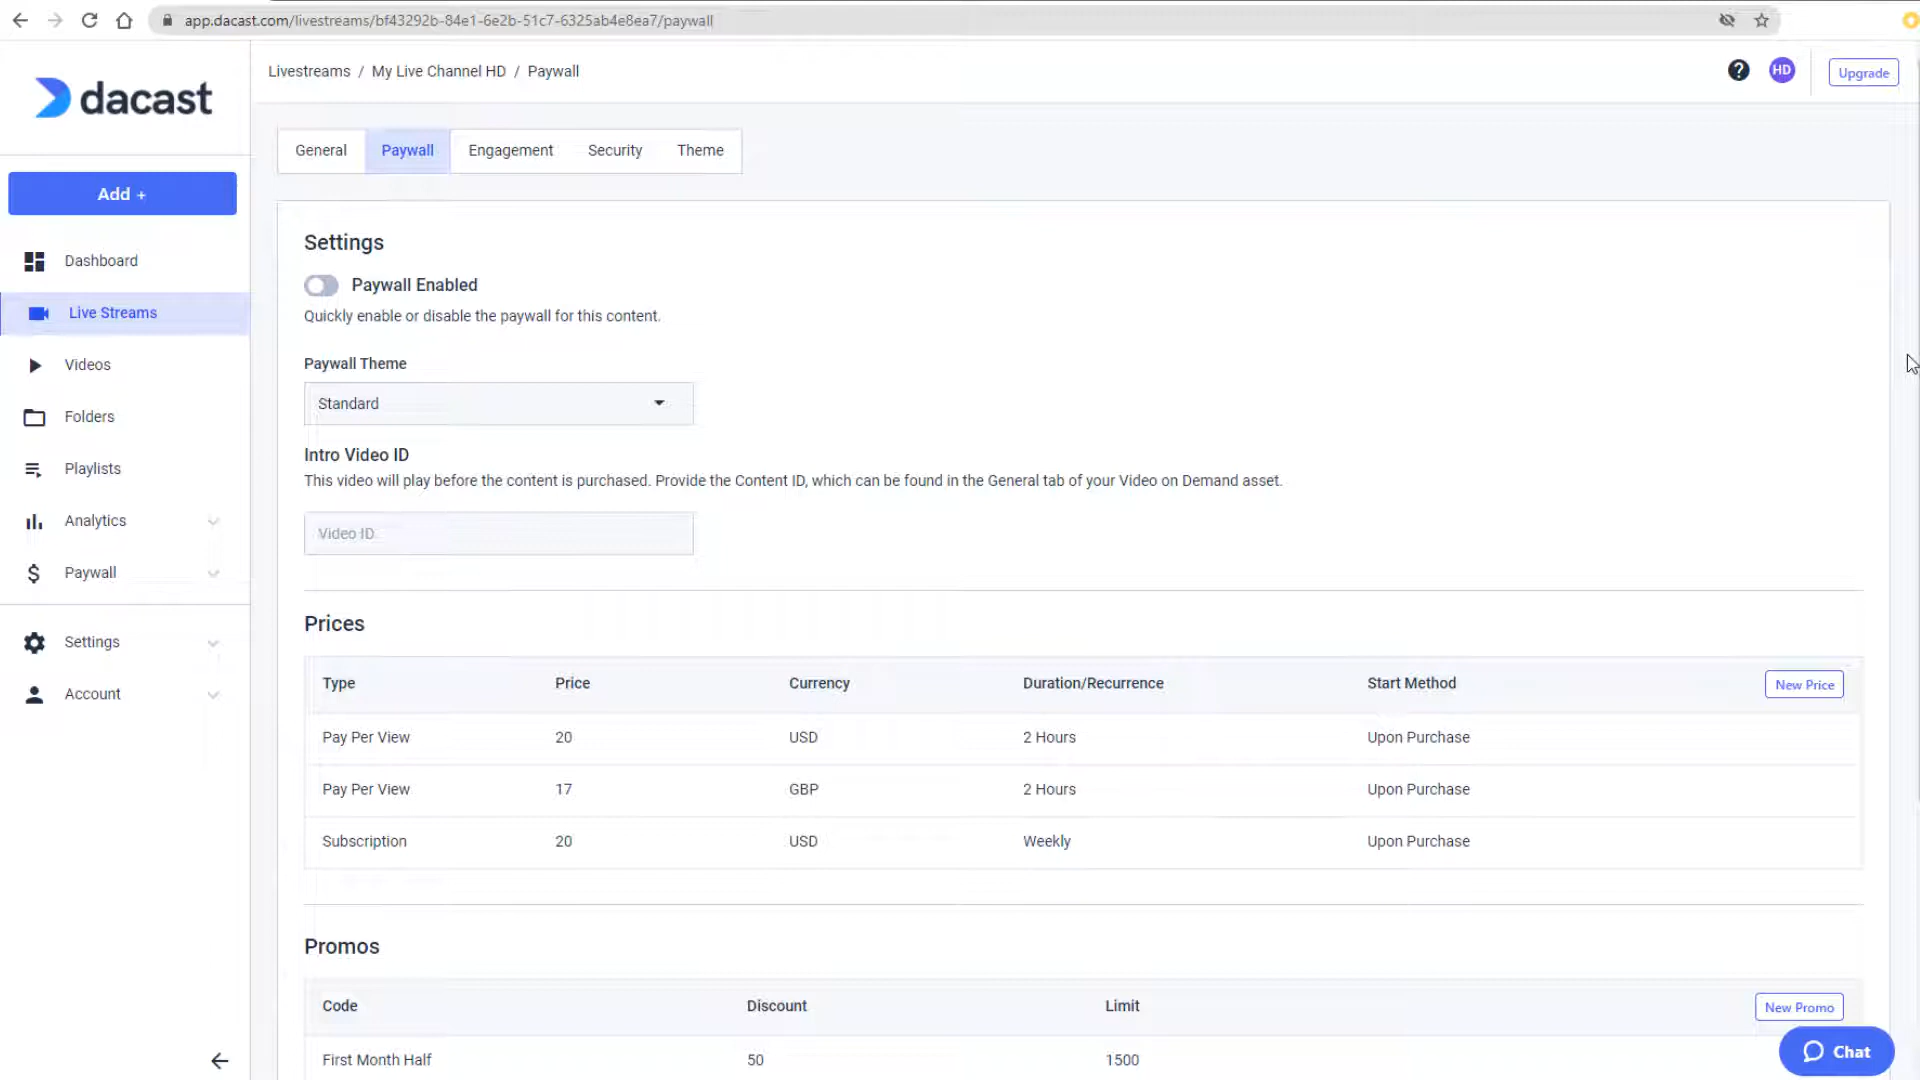 app.dacast.com/livestreams/bf43292b-84e1-6e2b-51c7-6325ab4e8ea7/paywall
dacast
Livestreams / My Live Channel HD / Paywall
HD
Upgrade
General
Paywall
Engagement
Security
Theme
Add +
Dashboard
Live Streams
Videos
Folders
Playlists
Analytics
Paywall
Settings
Account
Settings
Paywall Enabled
Quickly enable or disable the paywall for this content.
Paywall Theme
Standard
Intro Video ID
This video will play before the content is purchased. Provide the Content ID, which can be found in the General tab of your Video on Demand asset.
Video ID
Prices
Type Price Currency Duration/Recurrence Start Method New Price
Pay Per View 20 USD 2 Hours Upon Purchase
Pay Per View 17 GBP 2 Hours Upon Purchase
Subscription 20 USD Weekly Upon Purchase
Promos
Code Discount Limit New Promo
First Month Half 50 1500
Chat